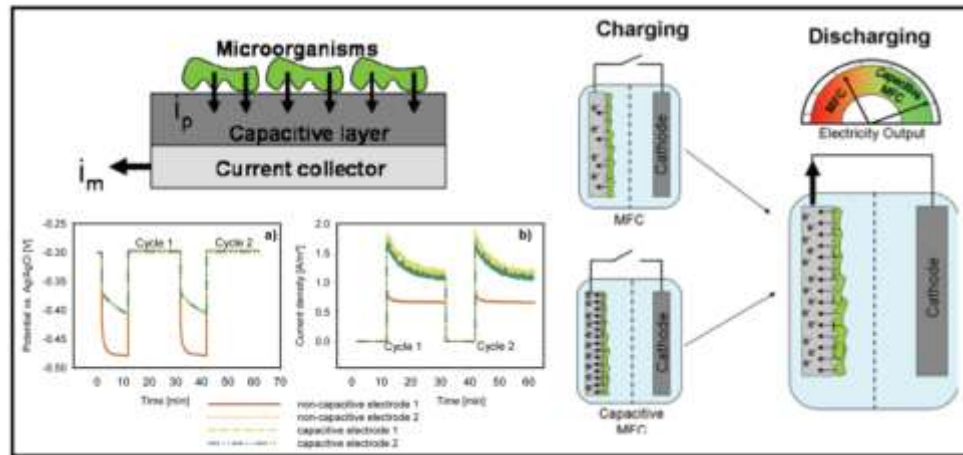 Microorganisms
i_p
Capacitive layer
Current collector
i_m
Charging
Discharging
MFC
Capacitive
MFC
Electricity Output
Cathode
MFC
Cathode
Capacitive
MFC
Cathode
Potential vs. Ag/AgCl [V]
-0.25
-0.30
-0.35
-0.40
-0.45
-0.50
a)
Cycle 1
Cycle 2
0 10 20 30 40 50 60 70
Time [min]
Current density [A/m²]
2.0
1.5
1.0
0.5
0.0
b)
Cycle 1
Cycle 2
0 10 20 30 40 50 60
Time [min]
non-capacitive electrode 1
non-capacitive electrode 2
capacitive electrode 1
capacitive electrode 2